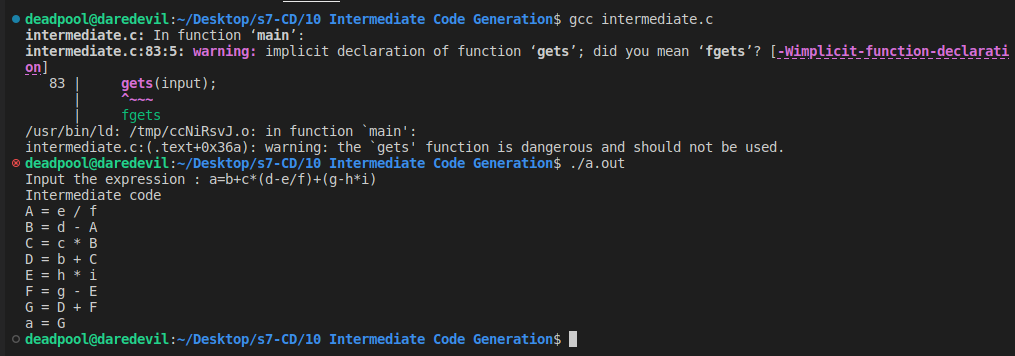 deadpool@daredevil:~/Desktop/s7-CD/10 Intermediate Code Generation$ gcc intermediate.c
intermediate.c: In function ‘main’:
intermediate.c:83:5: warning: implicit declaration of function ‘gets’; did you mean ‘fgets’? [-Wimplicit-function-declarati
on]
   83 |     gets(input);
      |     ^~~~
      |     fgets
/usr/bin/ld: /tmp/ccNiRsvJ.o: in function `main':
intermediate.c:(.text+0x36a): warning: the `gets' function is dangerous and should not be used.
deadpool@daredevil:~/Desktop/s7-CD/10 Intermediate Code Generation$ ./a.out
Input the expression : a=b+c*(d-e/f)+(g-h*i)
Intermediate code
A = e / f
B = d - A
C = c * B
D = b + C
E = h * i
F = g - E
G = D + F
a = G
deadpool@daredevil:~/Desktop/s7-CD/10 Intermediate Code Generation$